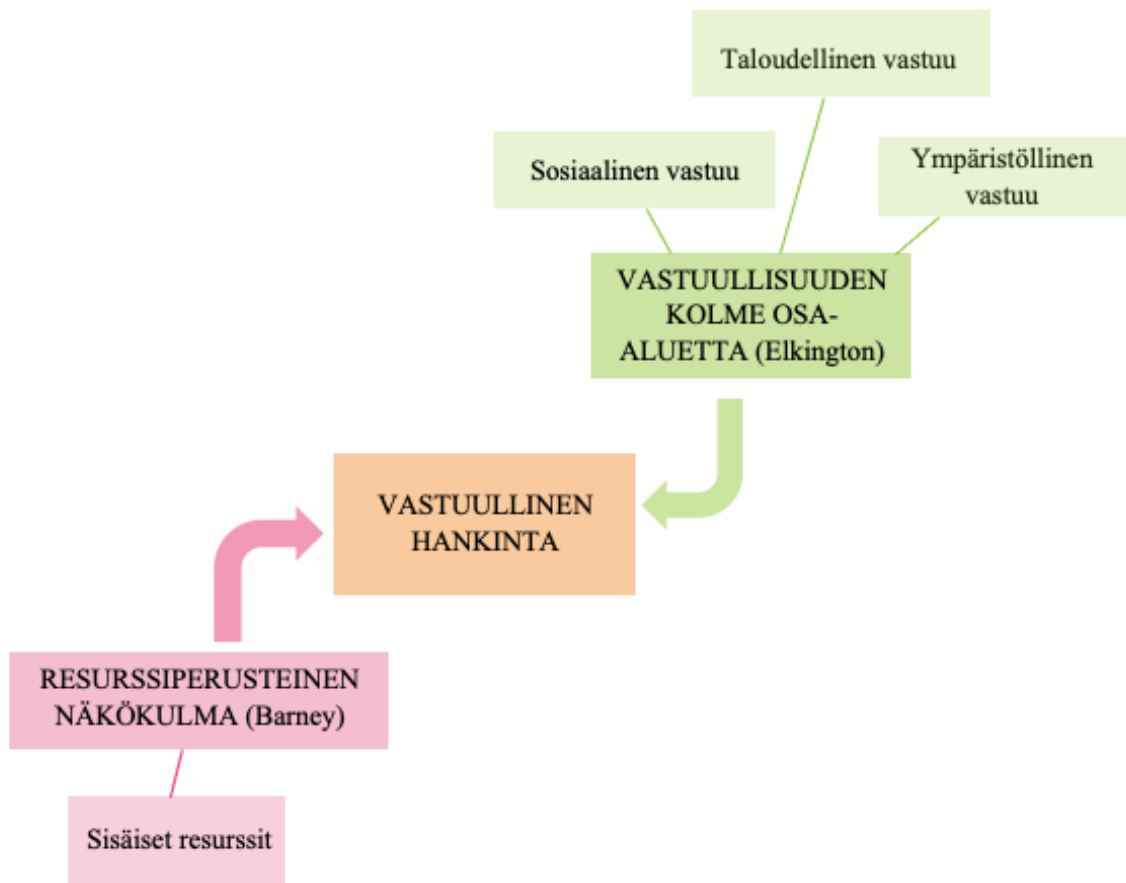 Taloudellinen vastuu
Sosiaalinen vastuu
Ympäristöllinen
vastuu
VASTUULLISUUDEN
KOLME OSA-
ALUETTA (Elkington)
VASTUULLINEN
HANKINTA
RESURSSIPERUSTEINEN
NÄKÖKULMA (Barney)
Sisäiset resurssit